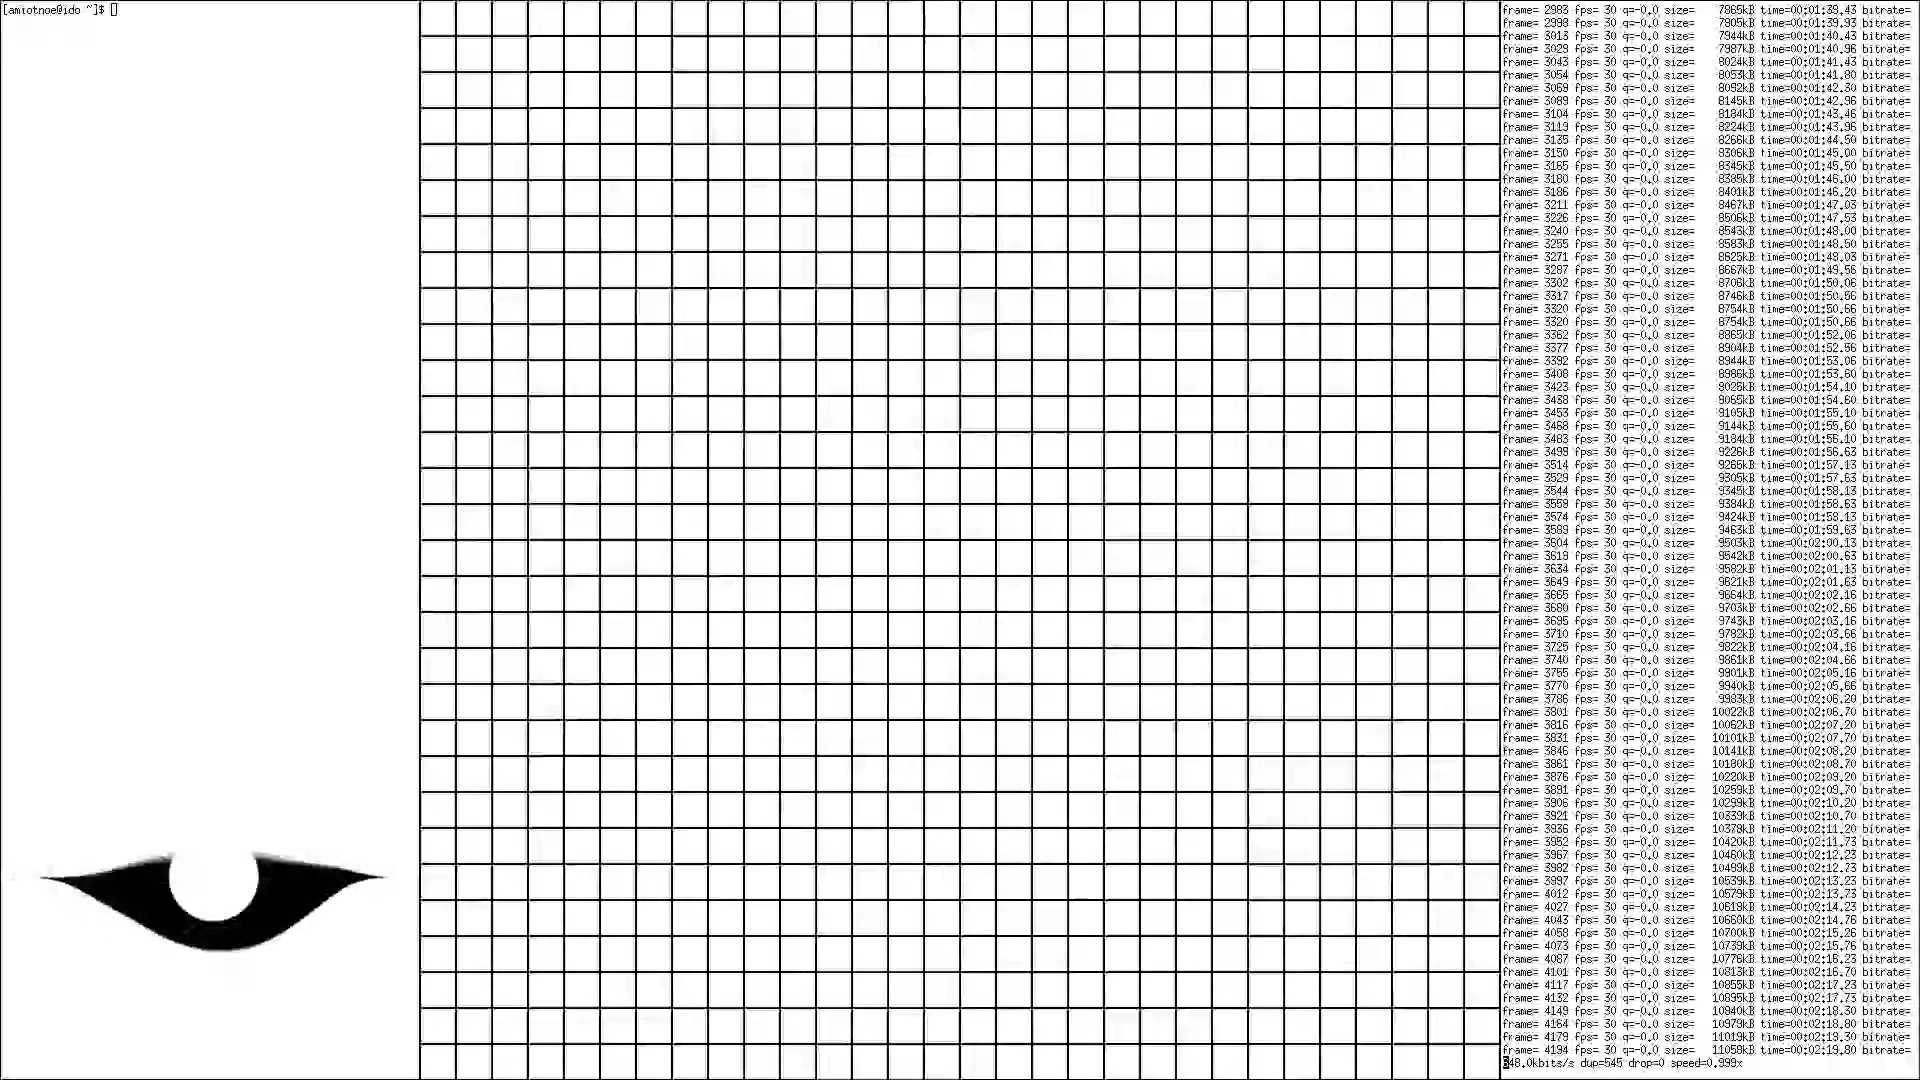 [amiotnoe@ido ~]$
frame= 2983 fps= 30 q=-0.0 size=    7865kB time=00:01:39.43 bitrate=
frame= 2998 fps= 30 q=-0.0 size=    7905kB time=00:01:39.93 bitrate=
frame= 3013 fps= 30 q=-0.0 size=    7944kB time=00:01:40.43 bitrate=
frame= 3029 fps= 30 q=-0.0 size=    7987kB time=00:01:40.96 bitrate=
frame= 3043 fps= 30 q=-0.0 size=    8024kB time=00:01:41.43 bitrate=
frame= 3054 fps= 30 q=-0.0 size=    8053kB time=00:01:41.80 bitrate=
frame= 3069 fps= 30 q=-0.0 size=    8092kB time=00:01:42.30 bitrate=
frame= 3089 fps= 30 q=-0.0 size=    8145kB time=00:01:42.96 bitrate=
frame= 3104 fps= 30 q=-0.0 size=    8184kB time=00:01:43.46 bitrate=
frame= 3119 fps= 30 q=-0.0 size=    8224kB time=00:01:43.96 bitrate=
frame= 3135 fps= 30 q=-0.0 size=    8266kB time=00:01:44.50 bitrate=
frame= 3150 fps= 30 q=-0.0 size=    8306kB time=00:01:45.00 bitrate=
frame= 3165 fps= 30 q=-0.0 size=    8345kB time=00:01:45.50 bitrate=
frame= 3180 fps= 30 q=-0.0 size=    8385kB time=00:01:46.00 bitrate=
frame= 3186 fps= 30 q=-0.0 size=    8401kB time=00:01:46.20 bitrate=
frame= 3211 fps= 30 q=-0.0 size=    8467kB time=00:01:47.03 bitrate=
frame= 3226 fps= 30 q=-0.0 size=    8506kB time=00:01:47.53 bitrate=
frame= 3240 fps= 30 q=-0.0 size=    8543kB time=00:01:48.00 bitrate=
frame= 3255 fps= 30 q=-0.0 size=    8583kB time=00:01:48.50 bitrate=
frame= 3271 fps= 30 q=-0.0 size=    8625kB time=00:01:49.03 bitrate=
frame= 3287 fps= 30 q=-0.0 size=    8667kB time=00:01:49.56 bitrate=
frame= 3302 fps= 30 q=-0.0 size=    8706kB time=00:01:50.06 bitrate=
frame= 3317 fps= 30 q=-0.0 size=    8746kB time=00:01:50.56 bitrate=
frame= 3320 fps= 30 q=-0.0 size=    8754kB time=00:01:50.66 bitrate=
frame= 3320 fps= 30 q=-0.0 size=    8754kB time=00:01:50.66 bitrate=
frame= 3362 fps= 30 q=-0.0 size=    8865kB time=00:01:52.06 bitrate=
frame= 3377 fps= 30 q=-0.0 size=    8904kB time=00:01:52.56 bitrate=
frame= 3392 fps= 30 q=-0.0 size=    8944kB time=00:01:53.06 bitrate=
frame= 3408 fps= 30 q=-0.0 size=    8986kB time=00:01:53.60 bitrate=
frame= 3423 fps= 30 q=-0.0 size=    9025kB time=00:01:54.10 bitrate=
frame= 3438 fps= 30 q=-0.0 size=    9065kB time=00:01:54.60 bitrate=
frame= 3453 fps= 30 q=-0.0 size=    9105kB time=00:01:55.10 bitrate=
frame= 3468 fps= 30 q=-0.0 size=    9144kB time=00:01:55.60 bitrate=
frame= 3483 fps= 30 q=-0.0 size=    9184kB time=00:01:56.10 bitrate=
frame= 3499 fps= 30 q=-0.0 size=    9226kB time=00:01:56.63 bitrate=
frame= 3514 fps= 30 q=-0.0 size=    9265kB time=00:01:57.13 bitrate=
frame= 3529 fps= 30 q=-0.0 size=    9305kB time=00:01:57.63 bitrate=
frame= 3544 fps= 30 q=-0.0 size=    9345kB time=00:01:58.13 bitrate=
frame= 3559 fps= 30 q=-0.0 size=    9384kB time=00:01:58.63 bitrate=
frame= 3574 fps= 30 q=-0.0 size=    9424kB time=00:01:59.13 bitrate=
frame= 3589 fps= 30 q=-0.0 size=    9463kB time=00:01:59.63 bitrate=
frame= 3604 fps= 30 q=-0.0 size=    9503kB time=00:02:00.13 bitrate=
frame= 3619 fps= 30 q=-0.0 size=    9542kB time=00:02:00.63 bitrate=
frame= 3634 fps= 30 q=-0.0 size=    9582kB time=00:02:01.13 bitrate=
frame= 3649 fps= 30 q=-0.0 size=    9621kB time=00:02:01.63 bitrate=
frame= 3665 fps= 30 q=-0.0 size=    9664kB time=00:02:02.16 bitrate=
frame= 3680 fps= 30 q=-0.0 size=    9703kB time=00:02:02.66 bitrate=
frame= 3695 fps= 30 q=-0.0 size=    9743kB time=00:02:03.16 bitrate=
frame= 3710 fps= 30 q=-0.0 size=    9782kB time=00:02:03.66 bitrate=
frame= 3725 fps= 30 q=-0.0 size=    9822kB time=00:02:04.16 bitrate=
frame= 3740 fps= 30 q=-0.0 size=    9861kB time=00:02:04.66 bitrate=
frame= 3755 fps= 30 q=-0.0 size=    9901kB time=00:02:05.16 bitrate=
frame= 3770 fps= 30 q=-0.0 size=    9940kB time=00:02:05.66 bitrate=
frame= 3786 fps= 30 q=-0.0 size=    9983kB time=00:02:06.20 bitrate=
frame= 3801 fps= 30 q=-0.0 size=   10022kB time=00:02:06.70 bitrate=
frame= 3816 fps= 30 q=-0.0 size=   10062kB time=00:02:07.20 bitrate=
frame= 3831 fps= 30 q=-0.0 size=   10101kB time=00:02:07.70 bitrate=
frame= 3846 fps= 30 q=-0.0 size=   10141kB time=00:02:08.20 bitrate=
frame= 3861 fps= 30 q=-0.0 size=   10180kB time=00:02:08.70 bitrate=
frame= 3876 fps= 30 q=-0.0 size=   10220kB time=00:02:09.20 bitrate=
frame= 3891 fps= 30 q=-0.0 size=   10259kB time=00:02:09.70 bitrate=
frame= 3906 fps= 30 q=-0.0 size=   10299kB time=00:02:10.20 bitrate=
frame= 3921 fps= 30 q=-0.0 size=   10339kB time=00:02:10.70 bitrate=
frame= 3936 fps= 30 q=-0.0 size=   10378kB time=00:02:11.20 bitrate=
frame= 3952 fps= 30 q=-0.0 size=   10420kB time=00:02:11.73 bitrate=
frame= 3967 fps= 30 q=-0.0 size=   10460kB time=00:02:12.23 bitrate=
frame= 3982 fps= 30 q=-0.0 size=   10499kB time=00:02:12.73 bitrate=
frame= 3997 fps= 30 q=-0.0 size=   10539kB time=00:02:13.23 bitrate=
frame= 4012 fps= 30 q=-0.0 size=   10579kB time=00:02:13.73 bitrate=
frame= 4027 fps= 30 q=-0.0 size=   10618kB time=00:02:14.23 bitrate=
frame= 4043 fps= 30 q=-0.0 size=   10660kB time=00:02:14.76 bitrate=
frame= 4058 fps= 30 q=-0.0 size=   10700kB time=00:02:15.26 bitrate=
frame= 4073 fps= 30 q=-0.0 size=   10739kB time=00:02:15.76 bitrate=
frame= 4087 fps= 30 q=-0.0 size=   10776kB time=00:02:16.23 bitrate=
frame= 4101 fps= 30 q=-0.0 size=   10813kB time=00:02:16.70 bitrate=
frame= 4117 fps= 30 q=-0.0 size=   10855kB time=00:02:17.23 bitrate=
frame= 4132 fps= 30 q=-0.0 size=   10895kB time=00:02:17.73 bitrate=
frame= 4149 fps= 30 q=-0.0 size=   10940kB time=00:02:18.30 bitrate=
frame= 4164 fps= 30 q=-0.0 size=   10979kB time=00:02:18.80 bitrate=
frame= 4179 fps= 30 q=-0.0 size=   11019kB time=00:02:19.30 bitrate=
frame= 4194 fps= 30 q=-0.0 size=   11058kB time=00:02:19.80 bitrate=
648.0kbits/s dup=545 drop=0 speed=0.999x